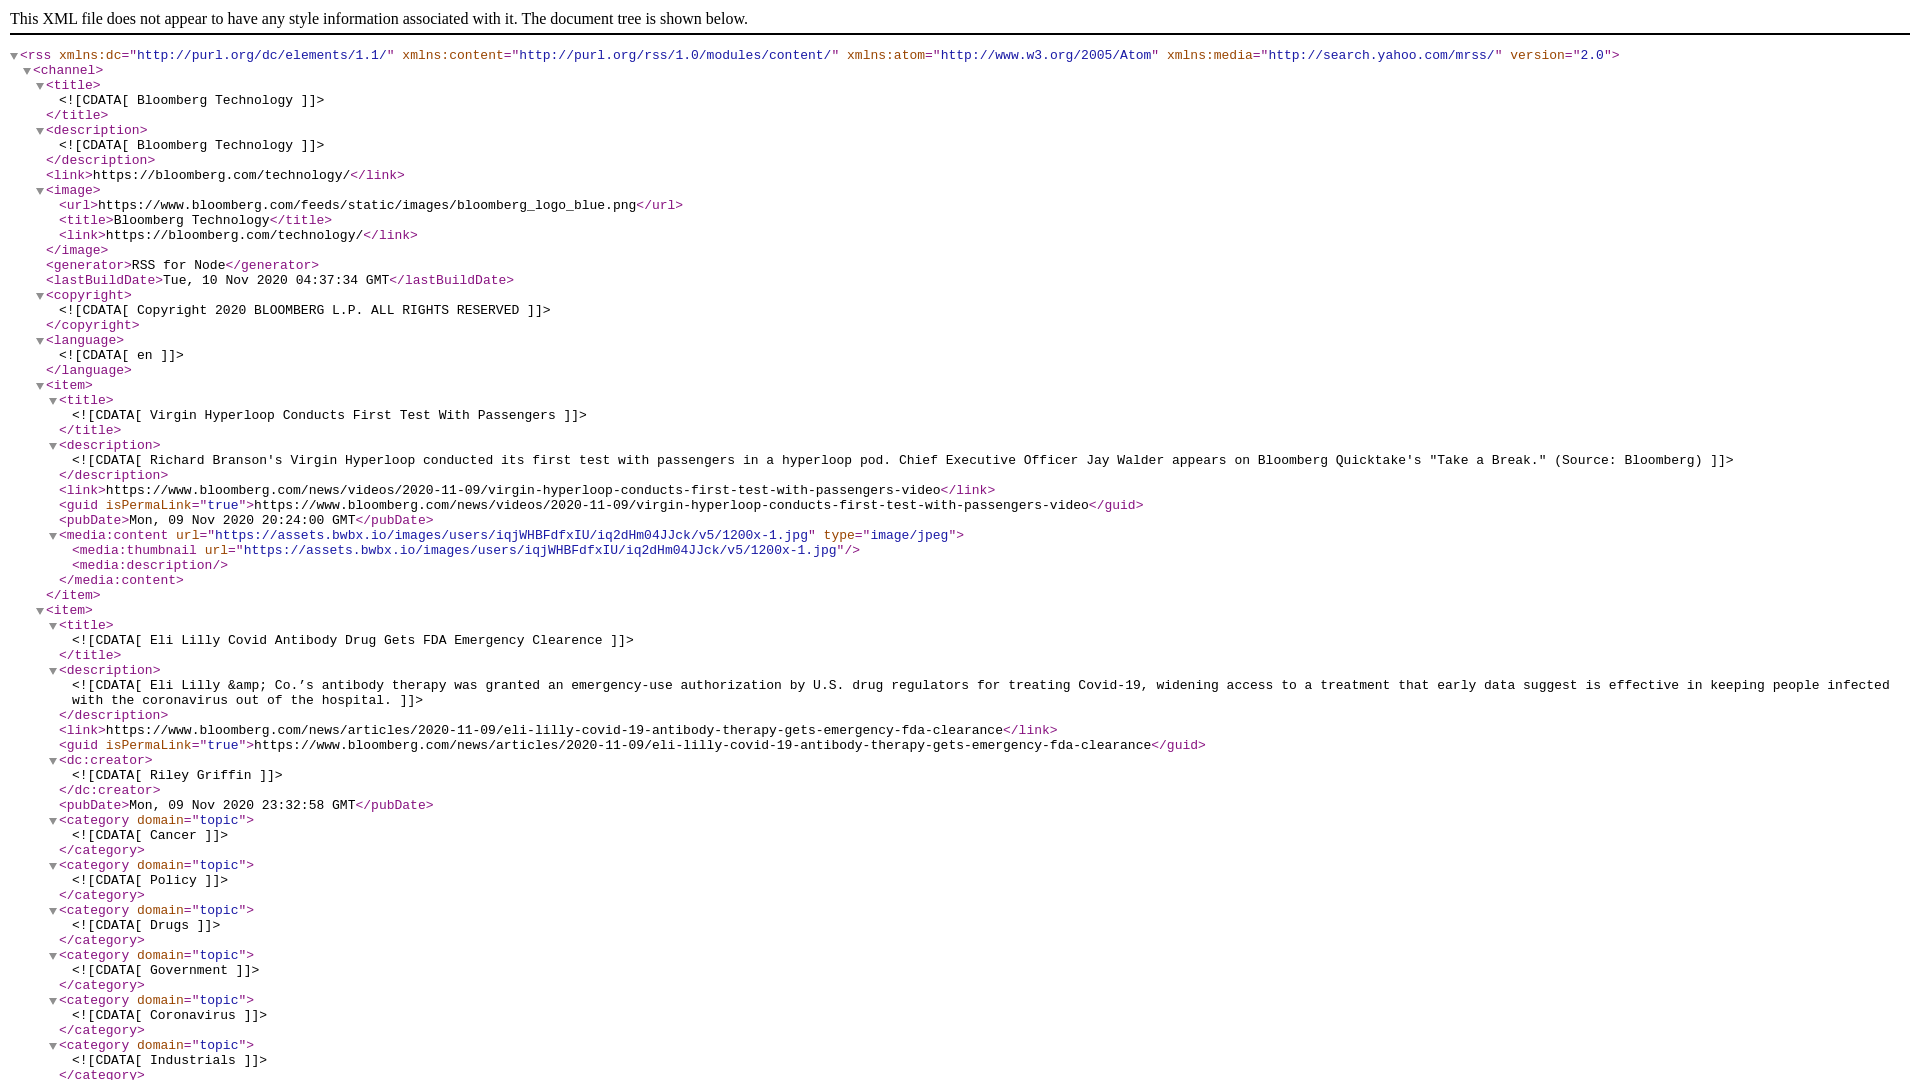 This XML file does not appear to have any style information associated with it. The document tree is shown below.
<rss xmlns:dc="http://purl.org/dc/elements/1.1/" xmlns:content="http://purl.org/rss/1.0/modules/content/" xmlns:atom="http://www.w3.org/2005/Atom" xmlns:media="http://search.yahoo.com/mrss/" version="2.0">
<channel>
<title>
<![CDATA[ Bloomberg Technology ]]>
</title>
<description>
<![CDATA[ Bloomberg Technology ]]>
</description>
<link>https://bloomberg.com/technology/</link>
<image>
<url>https://www.bloomberg.com/feeds/static/images/bloomberg_logo_blue.png</url>
<title>Bloomberg Technology</title>
<link>https://bloomberg.com/technology/</link>
</image>
<generator>RSS for Node</generator>
<lastBuildDate>Tue, 10 Nov 2020 04:37:34 GMT</lastBuildDate>
<copyright>
<![CDATA[ Copyright 2020 BLOOMBERG L.P. ALL RIGHTS RESERVED ]]>
</copyright>
<language>
<![CDATA[ en ]]>
</language>
<item>
<title>
<![CDATA[ Virgin Hyperloop Conducts First Test With Passengers ]]>
</title>
<description>
<![CDATA[ Richard Branson's Virgin Hyperloop conducted its first test with passengers in a hyperloop pod. Chief Executive Officer Jay Walder appears on Bloomberg Quicktake's "Take a Break." (Source: Bloomberg) ]]>
</description>
<link>https://www.bloomberg.com/news/videos/2020-11-09/virgin-hyperloop-conducts-first-test-with-passengers-video</link>
<guid isPermaLink="true">https://www.bloomberg.com/news/videos/2020-11-09/virgin-hyperloop-conducts-first-test-with-passengers-video</guid>
<pubDate>Mon, 09 Nov 2020 20:24:00 GMT</pubDate>
<media:content url="https://assets.bwbx.io/images/users/iqjWHBFdfxIU/iq2dHm04JJck/v5/1200x-1.jpg" type="image/jpeg">
<media:thumbnail url="https://assets.bwbx.io/images/users/iqjWHBFdfxIU/iq2dHm04JJck/v5/1200x-1.jpg"/>
<media:description/>
</media:content>
</item>
<item>
<title>
<![CDATA[ Eli Lilly Covid Antibody Drug Gets FDA Emergency Clearence ]]>
</title>
<description>
<![CDATA[ Eli Lilly &amp; Co.’s antibody therapy was granted an emergency-use authorization by U.S. drug regulators for treating Covid-19, widening access to a treatment that early data suggest is effective in keeping people infected
with the coronavirus out of the hospital. ]]>
</description>
<link>https://www.bloomberg.com/news/articles/2020-11-09/eli-lilly-covid-19-antibody-therapy-gets-emergency-fda-clearance</link>
<guid isPermaLink="true">https://www.bloomberg.com/news/articles/2020-11-09/eli-lilly-covid-19-antibody-therapy-gets-emergency-fda-clearance</guid>
<dc:creator>
<![CDATA[ Riley Griffin ]]>
</dc:creator>
<pubDate>Mon, 09 Nov 2020 23:32:58 GMT</pubDate>
<category domain="topic">
<![CDATA[ Cancer ]]>
</category>
<category domain="topic">
<![CDATA[ Policy ]]>
</category>
<category domain="topic">
<![CDATA[ Drugs ]]>
</category>
<category domain="topic">
<![CDATA[ Government ]]>
</category>
<category domain="topic">
<![CDATA[ Coronavirus ]]>
</category>
<category domain="topic">
<![CDATA[ Industrials ]]>
</category>